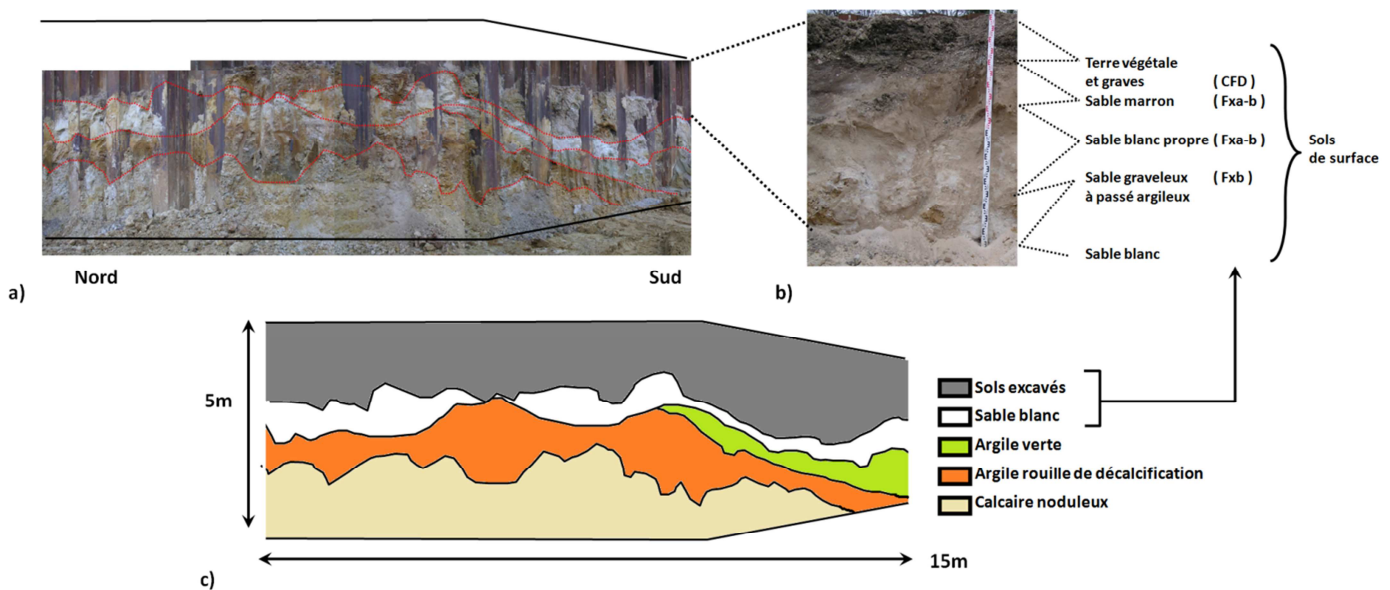 Nord
Sud
a)
Terre végétale
et graves
( CFD )
Sable marron
( Fxa-b )
Sable blanc propre
( Fxa-b )
Sable graveleux
( Fxb )
à passé argileux
Sable blanc
Sols
de surface
b)
5m
Sols excavés
Sable blanc
Argile verte
Argile rouille de décalcification
Calcaire noduleux
15m
c)